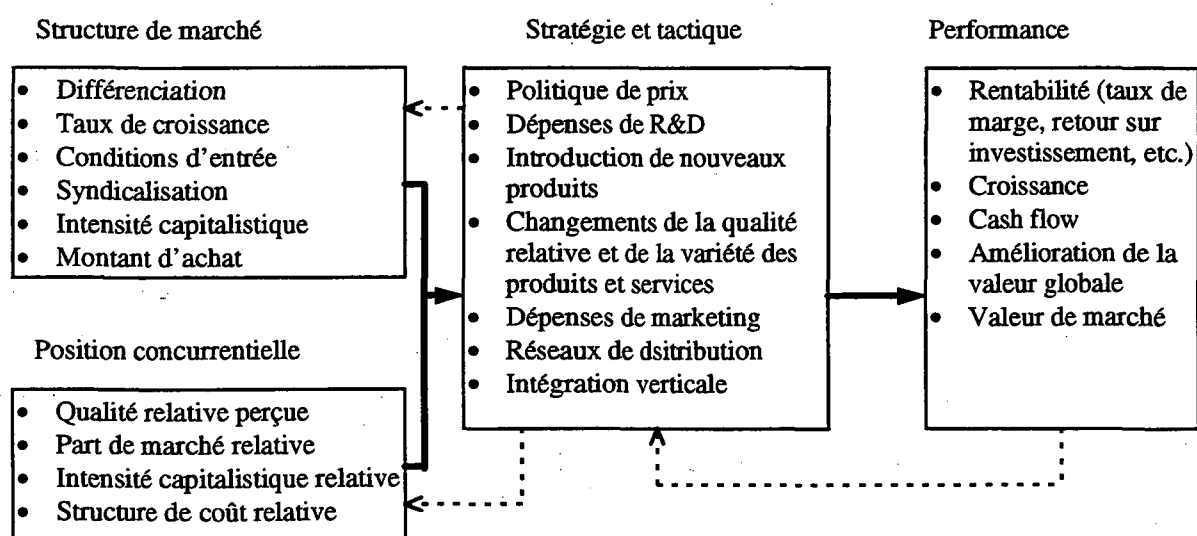 Structure de marché
• Différenciation
• Taux de croissance
• Conditions d'entrée
• Syndicalisation
• Intensité capitalistique
• Montant d'achat
Position concurrentielle
• Qualité relative perçue
• Part de marché relative
• Intensité capitalistique relative
• Structure de coût relative
Stratégie et tactique
• Politique de prix
• Dépenses de R&D
• Introduction de nouveaux
produits
• Changements de la qualité
relative et de la variété des
produits et services
• Dépenses de marketing
• Réseaux de dsitribution
• Intégration verticale
Performance
• Rentabilité (taux de
marge, retour sur
investissement, etc.)
• Croissance
• Cash flow
• Amélioration de la
valeur globale
• Valeur de marché